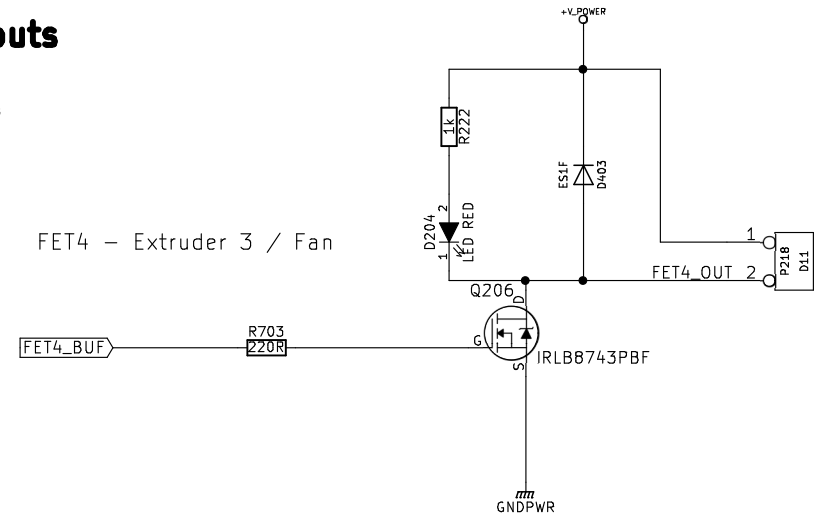 outs
+V_POWER
1k
R222
ES1F
D403
D204
2
1
LED RED
FET4 - Extruder 3 / Fan
1
FET4_OUT 2
P218
D11
Q206
D
G
S
R703
FET4_BUF
220R
IRLB8743PBF
GNDPWR